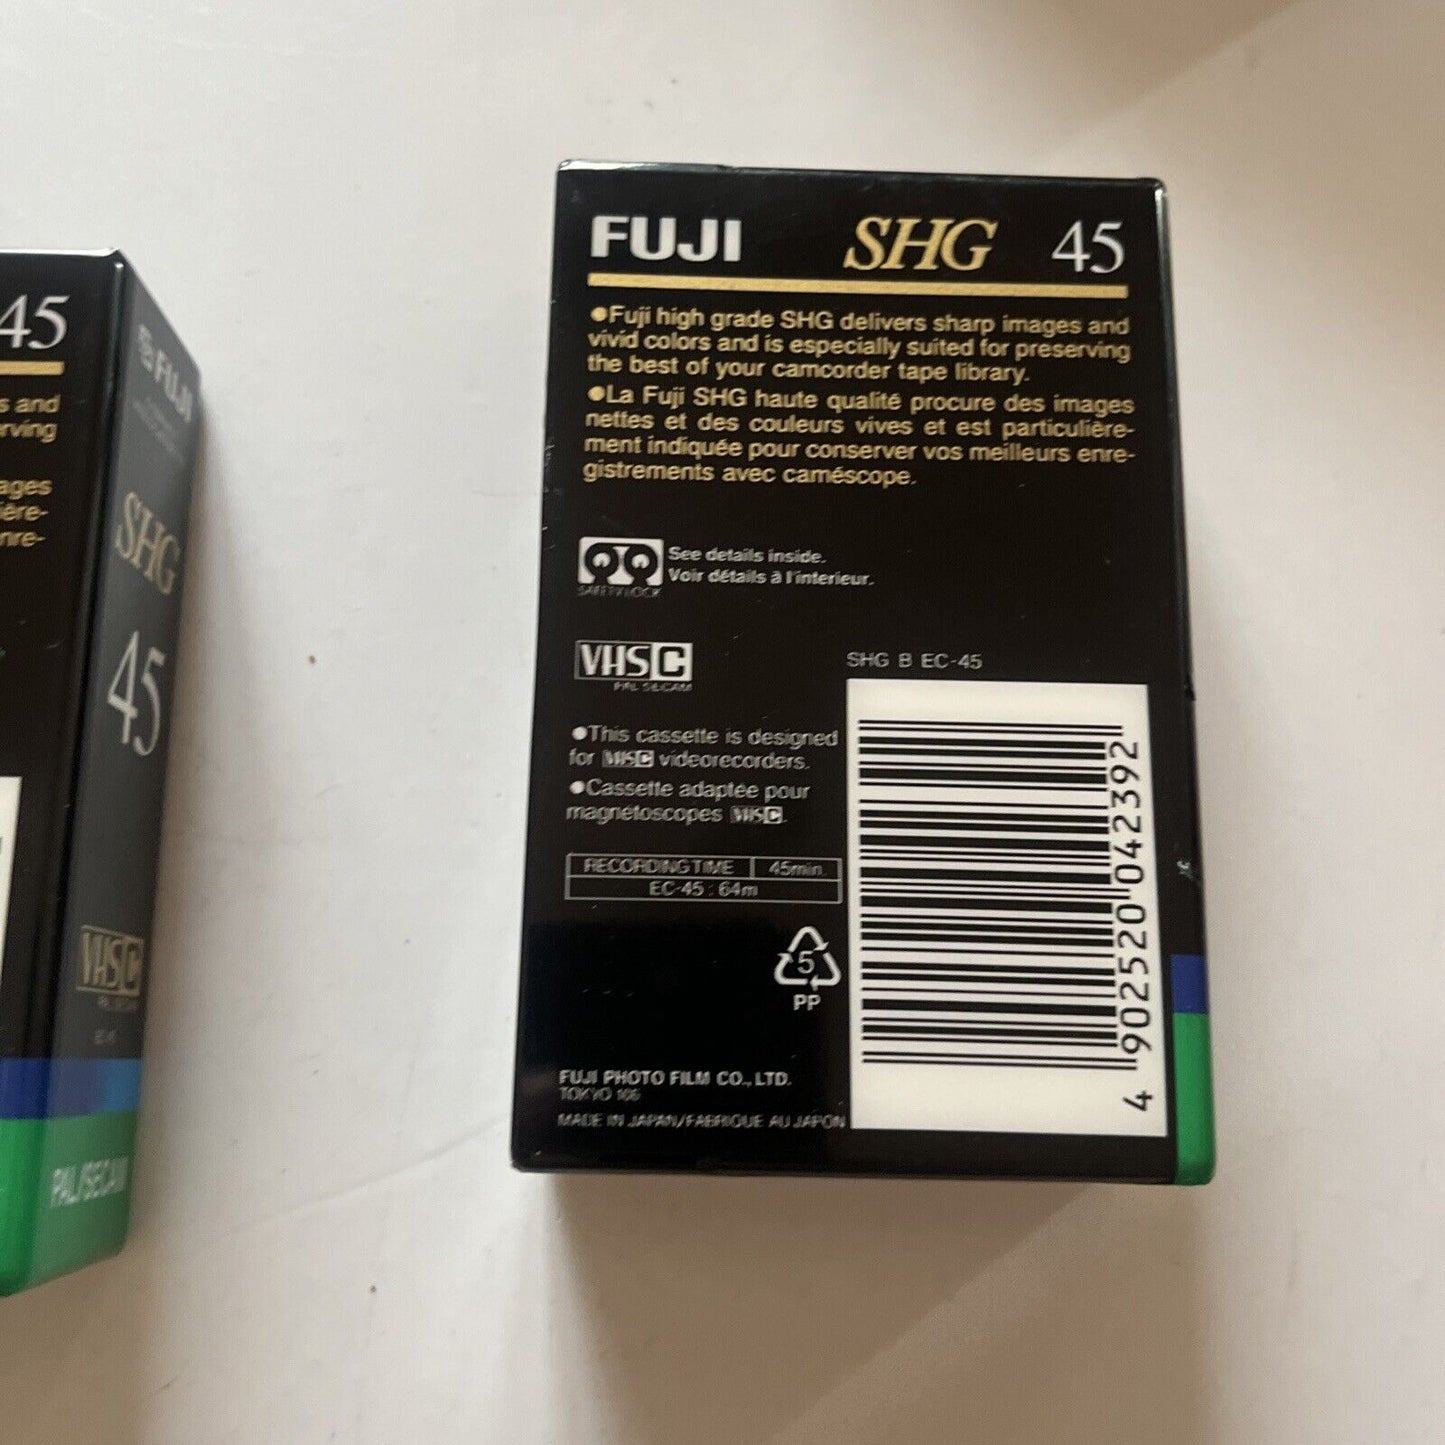 FUJI SHG 45
●Fuji high grade SHG delivers sharp images and
vivid colors and is especially suited for preserving
the best of your camcorder tape library.
●La Fuji SHG haute qualité procure des images
nettes et des couleurs vives et est particulière-
ment indiquée pour conserver vos meilleurs enre-
gistrements avec caméscope.
See details inside.
Voir détails à l'interieur.
SAFETY LOCK
VHS C
PAL SECAM
SHG B EC-45
●This cassette is designed
for VHS C videorecorders.
●Cassette adaptée pour
magnétoscopes VHS C.
RECORDING TIME 45min.
EC-45 : 64m
5
PP
4 902520 042392
FUJI PHOTO FILM CO., LTD.
TOKYO 106
MADE IN JAPAN/FABRIQUE AU JAPON
45
s and
rving
ages
ière-
nre-
FUJI
SHG
45
VHS C
PAL/SECAM